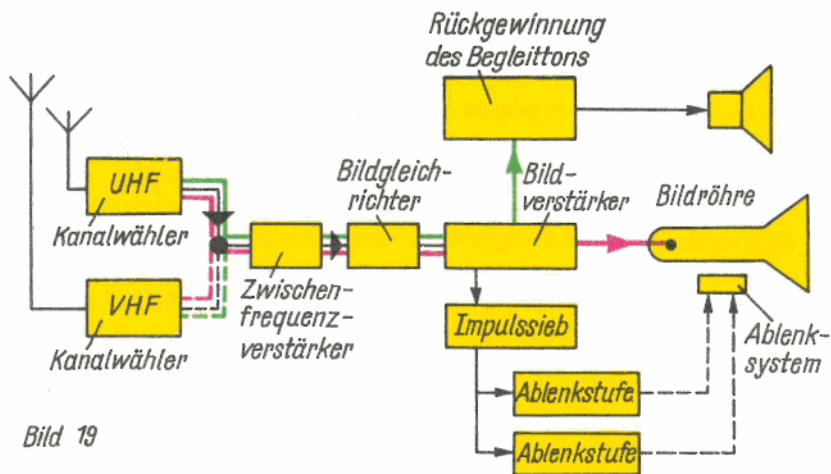 Rückgewinnung
des Begleittons
UHF
Kanalwähler
Bildgleich-
richter
Bild-
verstärker
Bildröhre
VHF
Kanalwähler
Zwischen-
frequenz-
verstärker
Impulssieb
Ablenk-
system
Ablenkstufe
Ablenkstufe
Bild 19